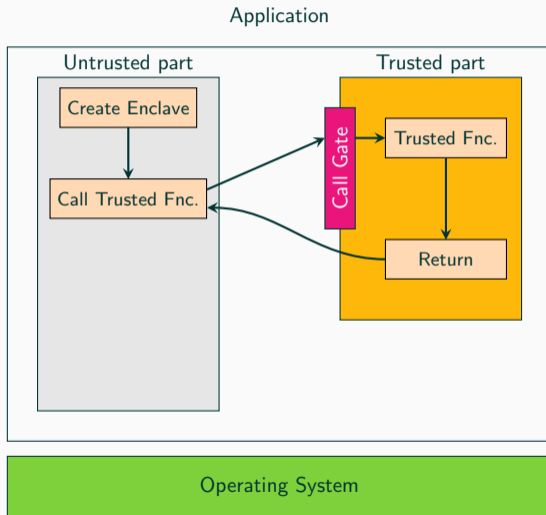 Application
Untrusted part
Trusted part
Create Enclave
Call Trusted Fnc.
Call Gate
Trusted Fnc.
Return
Operating System